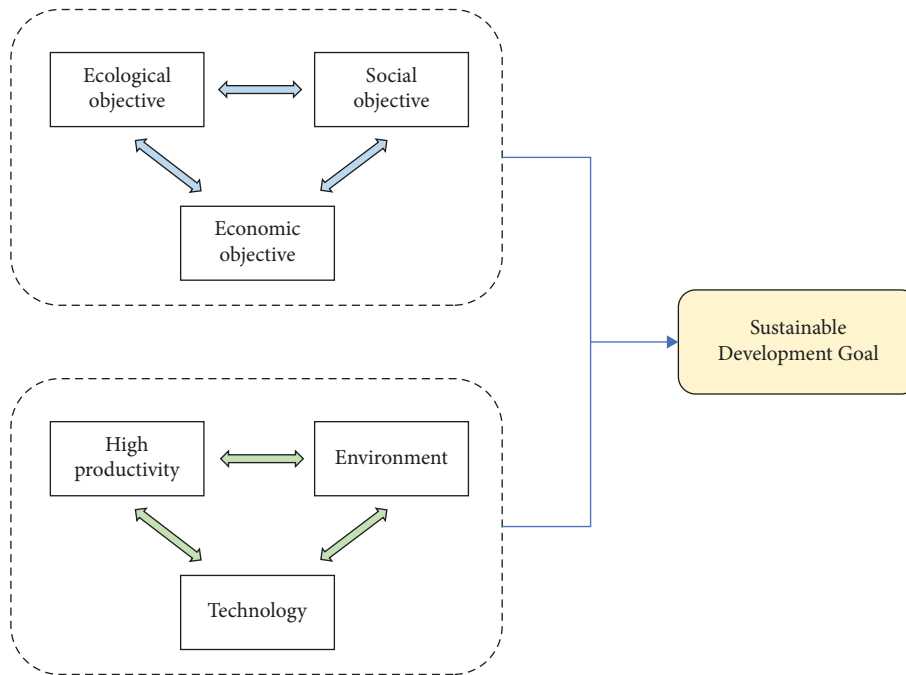 Ecological
objective
Social
objective
Economic
objective
Sustainable
Development Goal
High
productivity
Environment
Technology